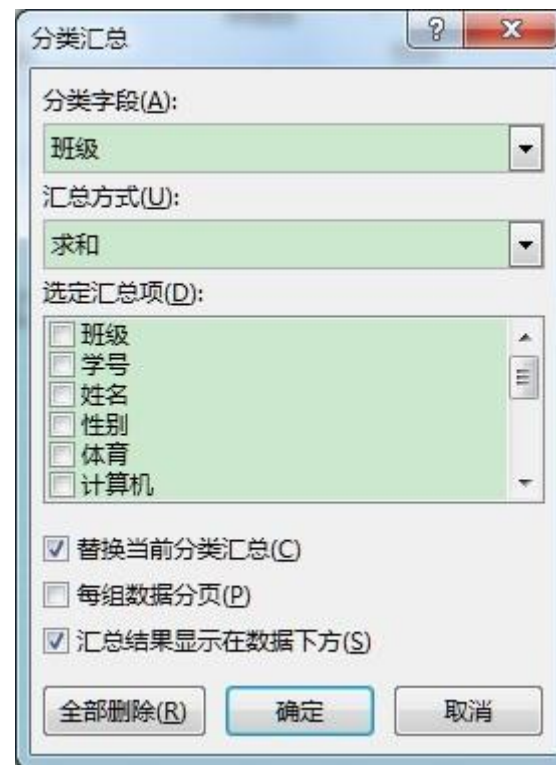 分类汇总
分类字段(A):
班级
汇总方式(U):
求和
选定汇总项(D):
班级
学号
姓名
性别
体育
计算机
替换当前分类汇总(C)
每组数据分页(P)
汇总结果显示在数据下方(S)
全部删除(R) 确定 取消